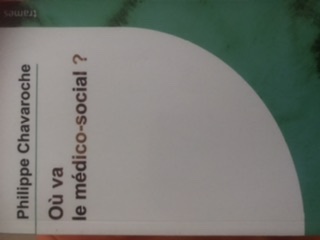 trames
Philippe Chavaroche
Où va
le médico-social ?